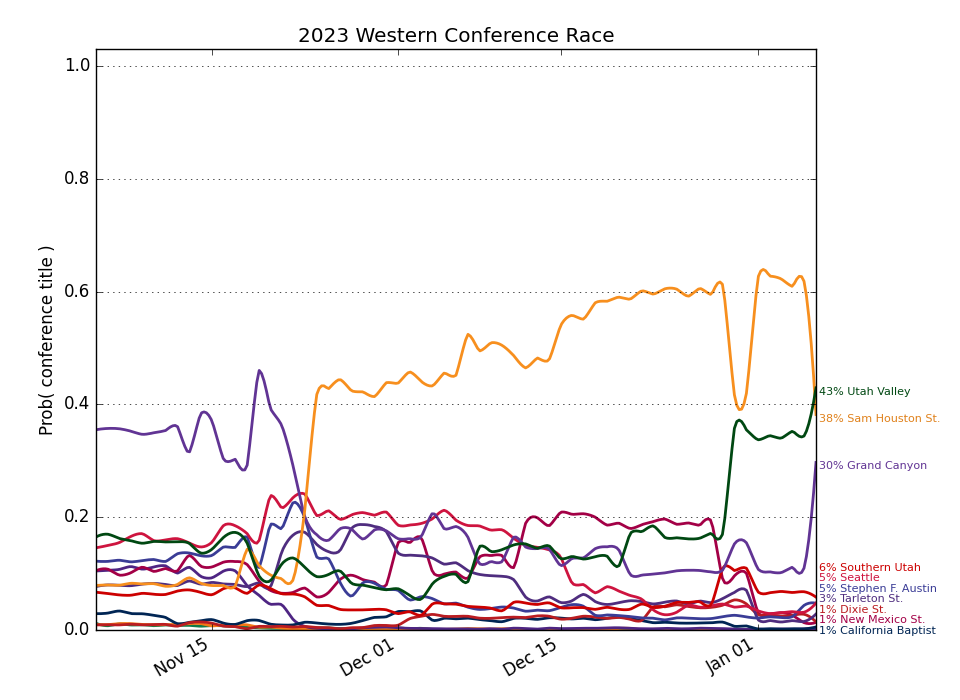 2023 Western Conference Race
1.0
0.8
0.6
0.4
0.2
0.0
Prob( conference title )
43% Utah Valley
38% Sam Houston St.
30% Grand Canyon
6% Southern Utah
5% Seattle
5% Stephen F. Austin
3% Tarleton St.
1% Dixie St.
1% New Mexico St.
1% California Baptist
Nov 15
Dec 01
Dec 15
Jan 01